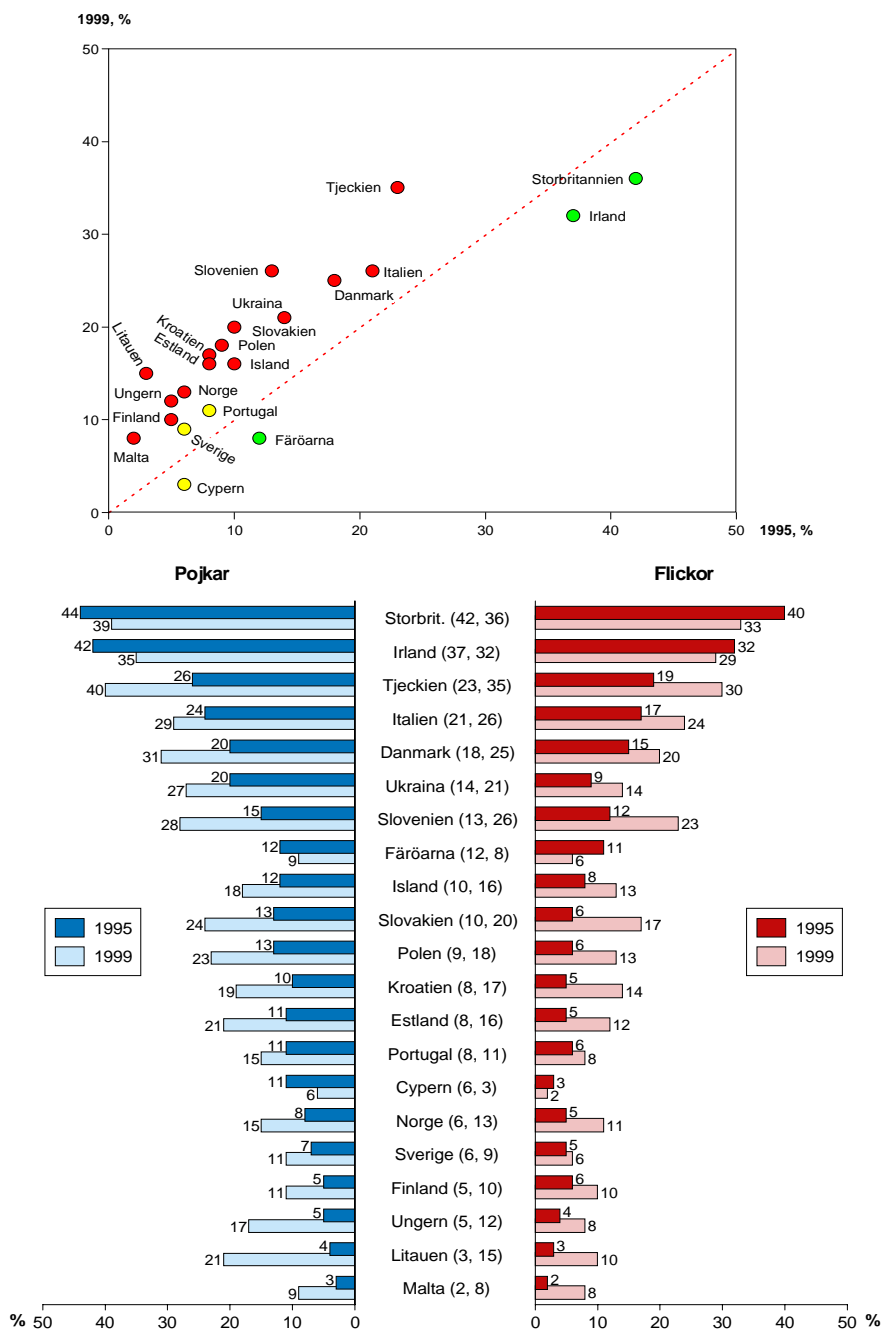 1999, %
50
40
30
20
10
0
0 10 20 30 40 50 1995, %
Storbritannien
Tjeckien
Irland
Slovenien
Italien
Danmark
Ukraina
Slovakien
Kroatien
Estland
Polen
Litauen
Island
Ungern
Norge
Portugal
Finland
Sverige
Färöarna
Malta
Cypern
Pojkar Flickor
44 Storbrit. (42, 36) 40
39 33
42 Irland (37, 32) 32
35 29
26 Tjeckien (23, 35) 19
40 30
24 Italien (21, 26) 17
29 24
20 Danmark (18, 25) 15
31 20
20 Ukraina (14, 21) 9
27 14
15 Slovenien (13, 26) 12
28 23
12 Färöarna (12, 8) 11
9 6
12 Island (10, 16) 8
18 13
13 Slovakien (10, 20) 6
24 17
13 Polen (9, 18) 6
23 13
10 Kroatien (8, 17) 5
19 14
11 Estland (8, 16) 5
21 12
11 Portugal (8, 11) 6
15 8
11 Cypern (6, 3) 3
6 2
8 Norge (6, 13) 5
15 11
7 Sverige (6, 9) 5
11 6
5 Finland (5, 10) 6
11 10
5 Ungern (5, 12) 4
17 8
4 Litauen (3, 15) 3
21 10
3 Malta (2, 8) 2
9 8
1995
1999
1995
1999
% 50 40 30 20 10 0 0 10 20 30 40 50 %